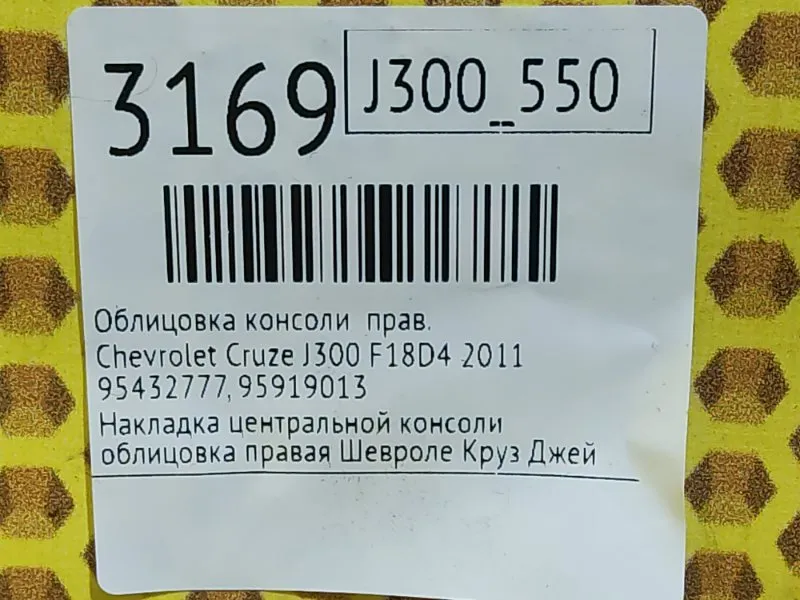 3169
J300_550
Облицовка консоли прав.
Chevrolet Cruze J300 F18D4 2011
95432777, 95919013
Накладка центральной консоли
облицовка правая Шевроле Круз Джей